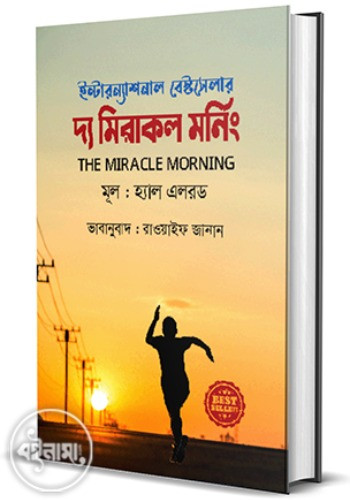 ইন্টারন্যাশনাল বেস্টসেলার
দ্য মিরাকল মর্নিং
THE MIRACLE MORNING
মূল : হ্যাল এলরড
ভাবানুবাদ : রাওয়াইফ জানান
BEST
SELLER
বইনামা